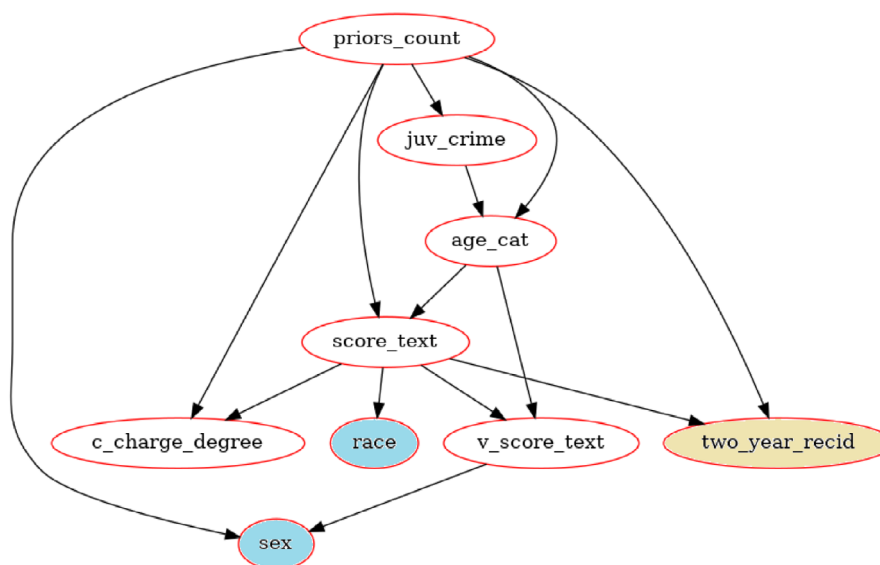 priors_count
juv_crime
age_cat
score_text
c_charge_degree
race
v_score_text
two_year_recid
sex